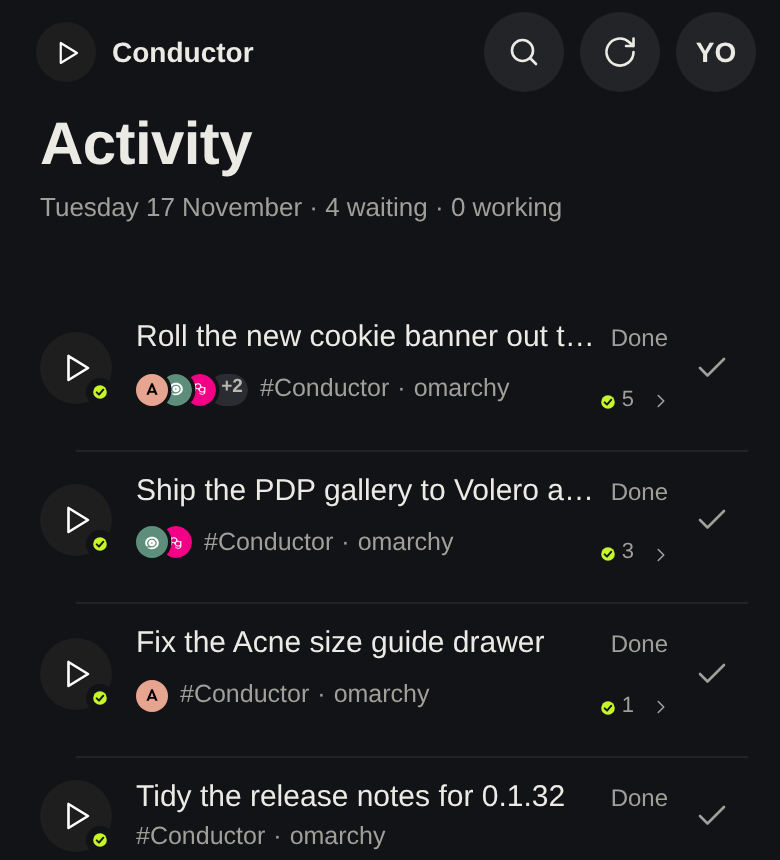 Conductor
YO
Activity
Tuesday 17 November · 4 waiting · 0 working
Roll the new cookie banner out t… Done
A +2 #Conductor · omarchy
5
Ship the PDP gallery to Volero a… Done
#Conductor · omarchy
3
Fix the Acne size guide drawer Done
A #Conductor · omarchy
1
Tidy the release notes for 0.1.32 Done
#Conductor · omarchy